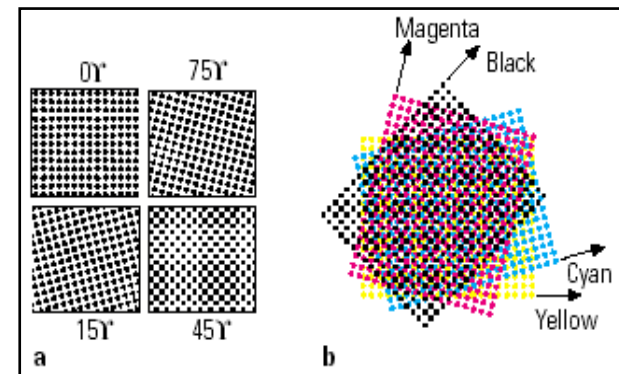 0ϒ 75ϒ
15ϒ 45ϒ
a
Magenta
Black
Cyan
Yellow
b